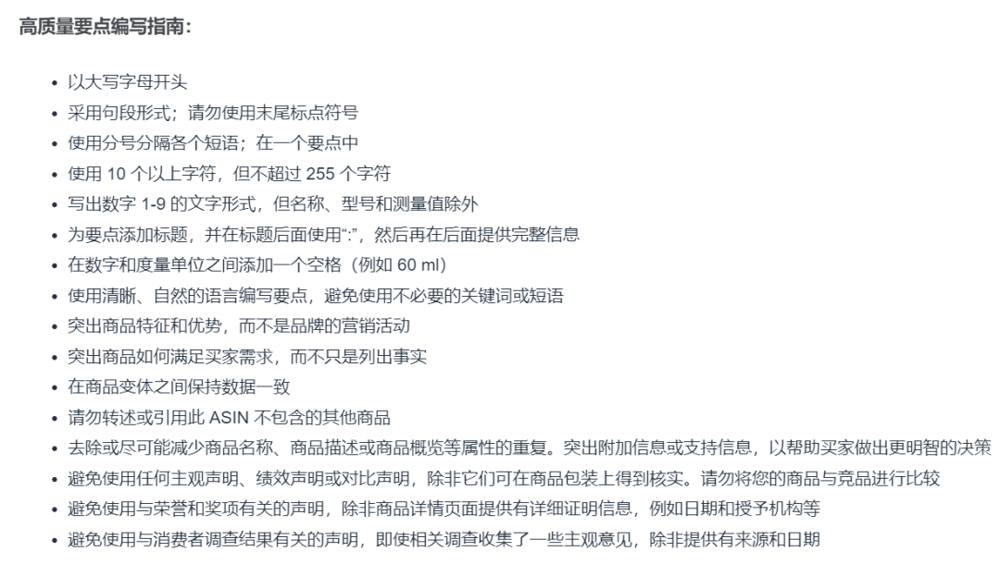 高质量要点编写指南：
• 以大写字母开头
• 采用句段形式；请勿使用末尾标点符号
• 使用分号分隔各个短语；在一个要点中
• 使用 10 个以上字符，但不超过 255 个字符
• 写出数字 1-9 的文字形式，但名称、型号和测量值除外
• 为要点添加标题，并在标题后面使用“:”，然后再在后面提供完整信息
• 在数字和度量单位之间添加一个空格（例如 60 ml）
• 使用清晰、自然的语言编写要点，避免使用不必要的关键词或短语
• 突出商品特征和优势，而不是品牌的营销活动
• 突出商品如何满足买家需求，而不只是列出事实
• 在商品变体之间保持数据一致
• 请勿转述或引用此 ASIN 不包含的其他商品
• 去除或尽可能减少商品名称、商品描述或商品概览等属性的重复。突出附加信息或支持信息，以帮助买家做出更明智的决策
• 避免使用任何主观声明、绩效声明或对比声明，除非它们可在商品包装上得到核实。请勿将您的商品与竞品进行比较
• 避免使用与荣誉和奖项有关的声明，除非商品详情页面提供有详细证明信息，例如日期和授予机构等
• 避免使用与消费者调查结果有关的声明，即使相关调查收集了一些主观意见，除非提供有来源和日期